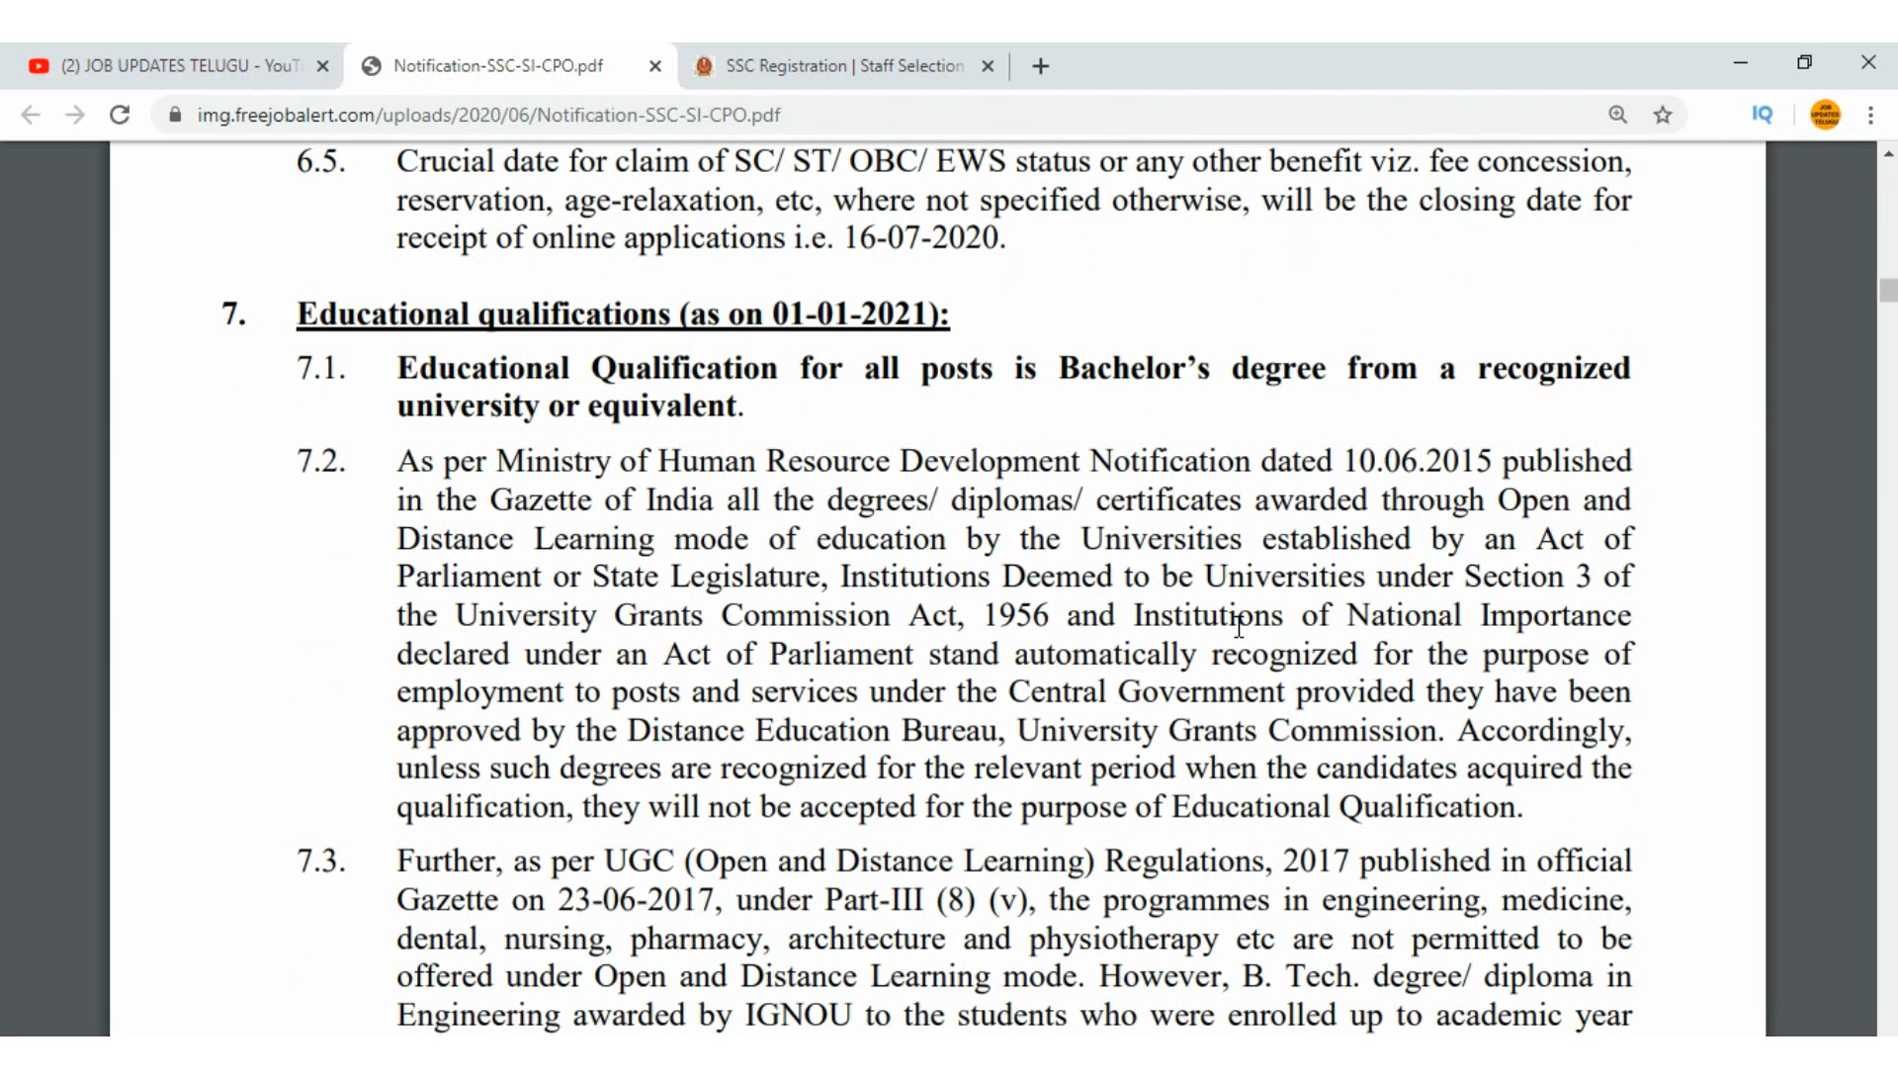 (2) JOB UPDATES TELUGU - YouT
Notification-SSC-SI-CPO.pdf
SSC Registration | Staff Selection
img.freejobalert.com/uploads/2020/06/Notification-SSC-SI-CPO.pdf
IQ
JOB UPDATES TELUGU
6.5. Crucial date for claim of SC/ ST/ OBC/ EWS status or any other benefit viz. fee concession,
reservation, age-relaxation, etc, where not specified otherwise, will be the closing date for
receipt of online applications i.e. 16-07-2020.
7. Educational qualifications (as on 01-01-2021):
7.1. Educational Qualification for all posts is Bachelor’s degree from a recognized
university or equivalent.
7.2. As per Ministry of Human Resource Development Notification dated 10.06.2015 published
in the Gazette of India all the degrees/ diplomas/ certificates awarded through Open and
Distance Learning mode of education by the Universities established by an Act of
Parliament or State Legislature, Institutions Deemed to be Universities under Section 3 of
the University Grants Commission Act, 1956 and Institutions of National Importance
declared under an Act of Parliament stand automatically recognized for the purpose of
employment to posts and services under the Central Government provided they have been
approved by the Distance Education Bureau, University Grants Commission. Accordingly,
unless such degrees are recognized for the relevant period when the candidates acquired the
qualification, they will not be accepted for the purpose of Educational Qualification.
7.3. Further, as per UGC (Open and Distance Learning) Regulations, 2017 published in official
Gazette on 23-06-2017, under Part-III (8) (v), the programmes in engineering, medicine,
dental, nursing, pharmacy, architecture and physiotherapy etc are not permitted to be
offered under Open and Distance Learning mode. However, B. Tech. degree/ diploma in
Engineering awarded by IGNOU to the students who were enrolled up to academic year